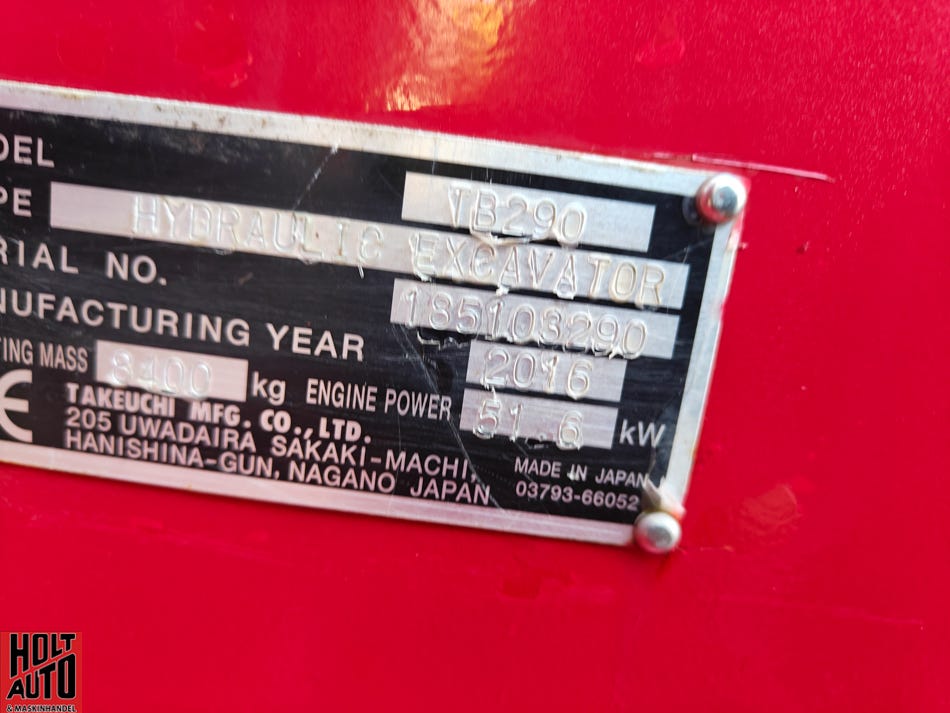 ODEL TB290
PE HYDRAULIC EXCAVATOR
RIAL NO. 185103290
NUFACTURING YEAR 2016
TING MASS 8400 kg ENGINE POWER 51.6 kW
CE
TAKEUCHI MFG. CO., LTD.
205 UWADAIRA SAKAKI-MACHI,
HANISHINA-GUN, NAGANO JAPAN
MADE IN JAPAN
03793-66052
HOLT
AUTO
& MASKINHANDEL